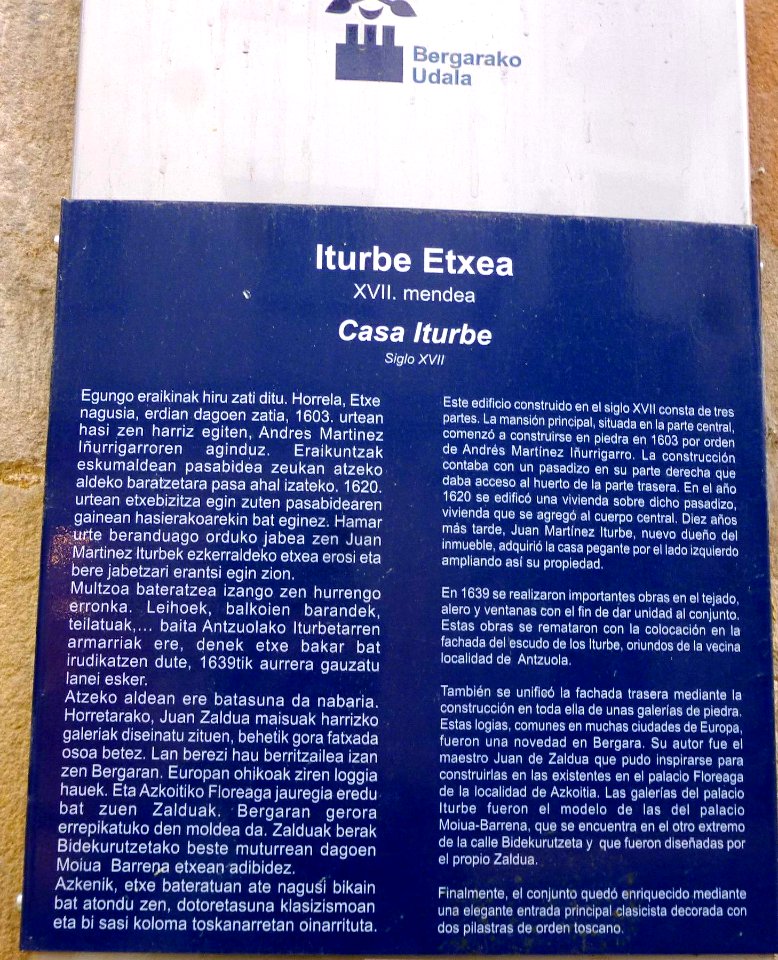 Bergarako
Udala
Iturbe Etxea
XVII. mendea
Casa Iturbe
Siglo XVII
Egungo eraikinak hiru zati ditu. Horrela, Etxe
nagusia, erdian dagoen zatia, 1603. urtean
hasi zen harriz egiten, Andres Martinez
Iñurrigarroren aginduz. Eraikuntzak
eskumaldean pasabidea zeukan atzeko
aldeko baratzetara pasa ahal izateko. 1620.
urtean etxebizitza egin zuten pasabidearen
gainean hasierakoarekin bat eginez. Hamar
urte beranduago orduko jabea zen Juan
Martinez Iturbek ezkerraldeko etxea erosi eta
bere jabetzari erantsi egin zion.
Multzoa bateratzea izango zen hurrengo
erronka. Leihoek, balkoien barandek,
teilatuak,... baita Antzuolako Iturbetarren
armarriak ere, denek etxe bakar bat
irudikatzen dute, 1639tik aurrera gauzatu
lanei esker.
Atzeko aldean ere batasuna da nabaria.
Horretarako, Juan Zaldua maisuak harrizko
galeriak diseinatu zituen, behetik gora fatxada
osoa betez. Lan berezi hau berritzailea izan
zen Bergaran. Europan ohikoak ziren loggia
hauek. Eta Azkoitiko Floreaga jauregia eredu
bat zuen Zalduak. Bergaran gerora
errepikatuko den moldea da. Zalduak berak
Bidekurutzetako beste muturrean dagoen
Moiua Barrena etxean adibidez.
Azkenik, etxe bateratuan ate nagusi bikain
bat atondu zen, dotoretasuna klasizismoan
eta bi sasi koloma toskanarretan oinarrituta.
Este edificio construido en el siglo XVII consta de tres
partes. La mansión principal, situada en la parte central,
comenzó a construirse en piedra en 1603 por orden
de Andrés Martínez Iñurrigarro. La construcción
contaba con un pasadizo en su parte derecha que
daba acceso al huerto de la parte trasera. En el año
1620 se edificó una vivienda sobre dicho pasadizo,
vivienda que se agregó al cuerpo central. Diez años
más tarde, Juan Martínez Iturbe, nuevo dueño del
inmueble, adquirió la casa pegante por el lado izquierdo
ampliando así su propiedad.
En 1639 se realizaron importantes obras en el tejado,
alero y ventanas con el fin de dar unidad al conjunto.
Estas obras se remataron con la colocación en la
fachada del escudo de los Iturbe, oriundos de la vecina
localidad de Antzuola.
También se unificó la fachada trasera mediante la
construcción en toda ella de unas galerías de piedra.
Estas logias, comunes en muchas ciudades de Europa,
fueron una novedad en Bergara. Su autor fue el
maestro Juan de Zaldua que pudo inspirarse para
construirlas en las existentes en el palacio Floreaga
de la localidad de Azkoitia. Las galerías del palacio
Iturbe fueron el modelo de las del palacio
Moiua-Barrena, que se encuentra en el otro extremo
de la calle Bidekurutzeta y que fueron diseñadas por
el propio Zaldua.
Finalmente, el conjunto quedó enriquecido mediante
una elegante entrada principal clasicista decorada con
dos pilastras de orden toscano.